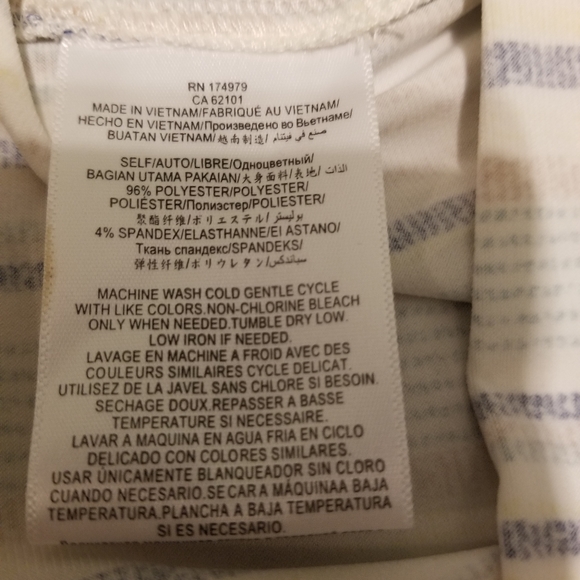 RN 174979
CA 62101
MADE IN VIETNAM/FABRIQUÉ AU VIETNAM/
HECHO EN VIETNAM/Произведено во Вьетнаме/
BUATAN VIETNAM/越南制造/ صنع في فيتنام/
SELF/AUTO/LIBRE/Одноцветный/
BAGIAN UTAMA PAKAIAN/大身面料/表地/ الذات/
96% POLYESTER/POLYESTER/
POLIÉSTER/Полиэстер/POLIESTER/
聚酯纤维/ポリエステル/ بوليستر/
4% SPANDEX/ELASTHANNE/El ASTANO/
Ткань спандекс/SPANDEKS/
弹性纤维/ポリウレタン/ سباندكس/
MACHINE WASH COLD GENTLE CYCLE
WITH LIKE COLORS.NON-CHLORINE BLEACH
ONLY WHEN NEEDED.TUMBLE DRY LOW.
LOW IRON IF NEEDED.
LAVAGE EN MACHINE A FROID AVEC DES
COULEURS SIMILAIRES CYCLE DELICAT.
UTILISEZ DE LA JAVEL SANS CHLORE SI BESOIN.
SECHAGE DOUX.REPASSER A BASSE
TEMPERATURE SI NECESSAIRE.
LAVAR A MAQUINA EN AGUA FRIA EN CICLO
DELICADO CON COLORES SIMILARES.
USAR ÚNICAMENTE BLANQUEADOR SIN CLORO
CUANDO NECESARIO.SECAR A MÁQUINAA BAJA
TEMPERATURA.PLANCHA A BAJA TEMPERATURA
SI ES NECESARIO.